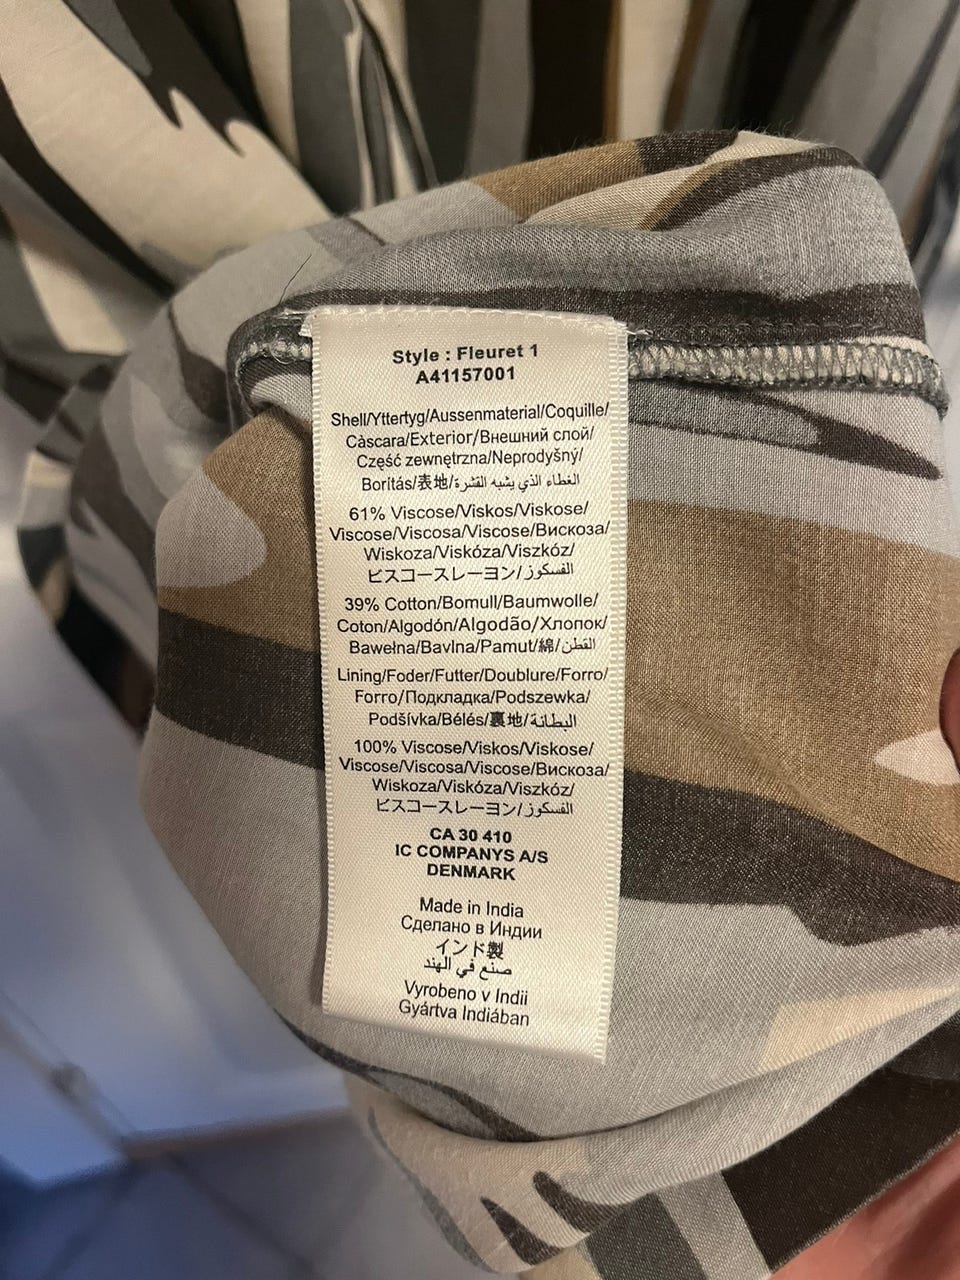 Style : Fleuret 1
A41157001
Shell/Yttertyg/Aussenmaterial/Coquille/
Càscara/Exterior/Внешний слой/
Część zewnętrzna/Neprodyšný/
Borítás/表地/الغطاء الذي يشبه القشرة
61% Viscose/Viskos/Viskose/
Viscose/Viscosa/Viscose/Вискоза/
Wiskoza/Viskóza/Viszkóz/
ビスコースレーヨン/الفسكوز
39% Cotton/Bomull/Baumwolle/
Coton/Algodón/Algodão/Хлопок/
Bawełna/Bavlna/Pamut/綿/القطن
Lining/Foder/Futter/Doublure/Forro/
Forro/Подкладка/Podszewka/
Podšívka/Bélés/裏地/البطانة
100% Viscose/Viskos/Viskose/
Viscose/Viscosa/Viscose/Вискоза/
Wiskoza/Viskóza/Viszkóz/
ビスコースレーヨン/الفسكوز
CA 30 410
IC COMPANYS A/S
DENMARK
Made in India
Сделано в Индии
インド製
صنع في الهند
Vyrobeno v Indii
Gyártva Indiában